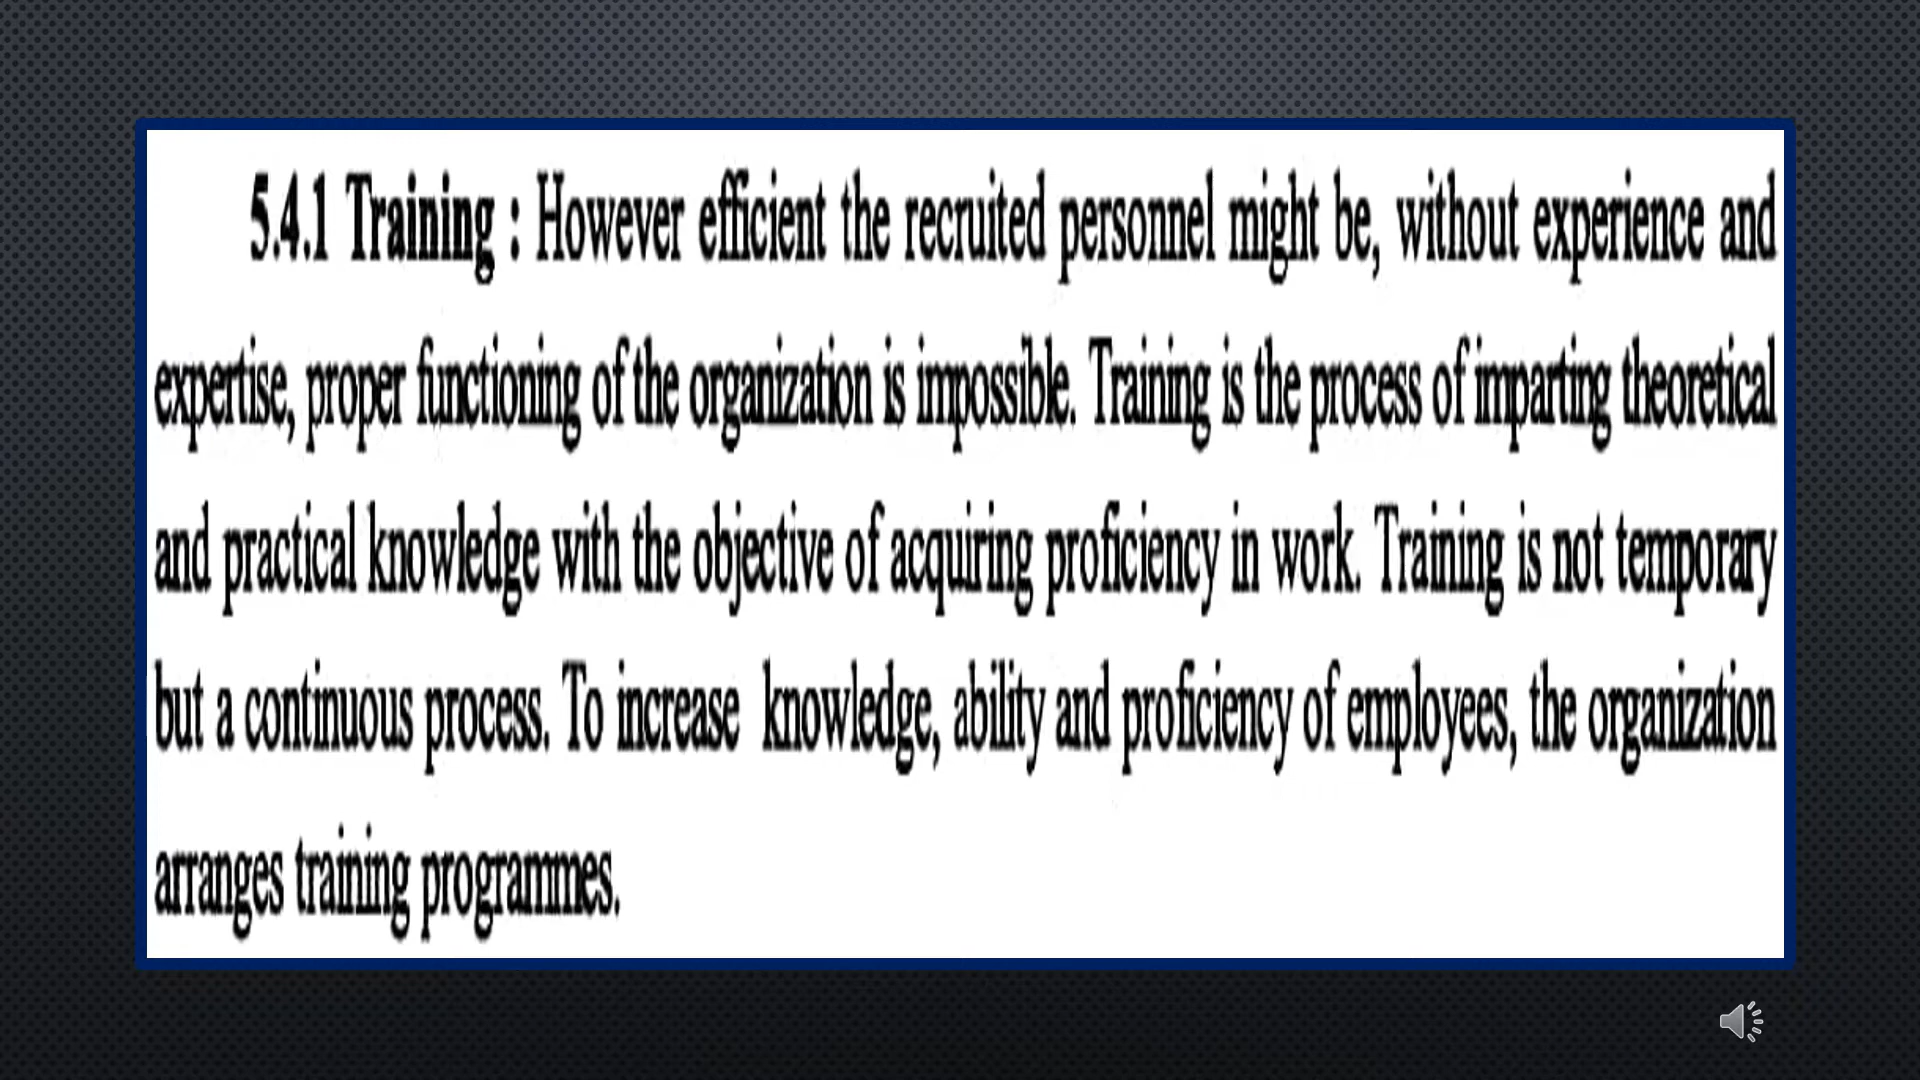 5.4.1 Training : However efficient the recruited personnel might be, without experience and
expertise, proper functioning of the organization is impossible. Training is the process of imparting theoretical
and practical knowledge with the objective of acquiring proficiency in work. Training is not temporary
but a continuous process. To increase knowledge, ability and proficiency of employees, the organization
arranges training programmes.